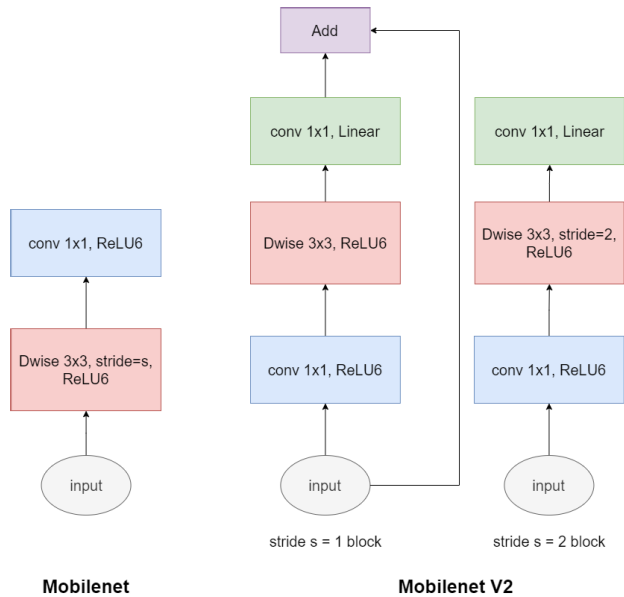 Add
conv 1x1, Linear
conv 1x1, Linear
conv 1x1, ReLU6
Dwise 3x3, ReLU6
Dwise 3x3, stride=2,
ReLU6
Dwise 3x3, stride=s,
ReLU6
conv 1x1, ReLU6
conv 1x1, ReLU6
input
input
input
stride s = 1 block
stride s = 2 block
Mobilenet
Mobilenet V2